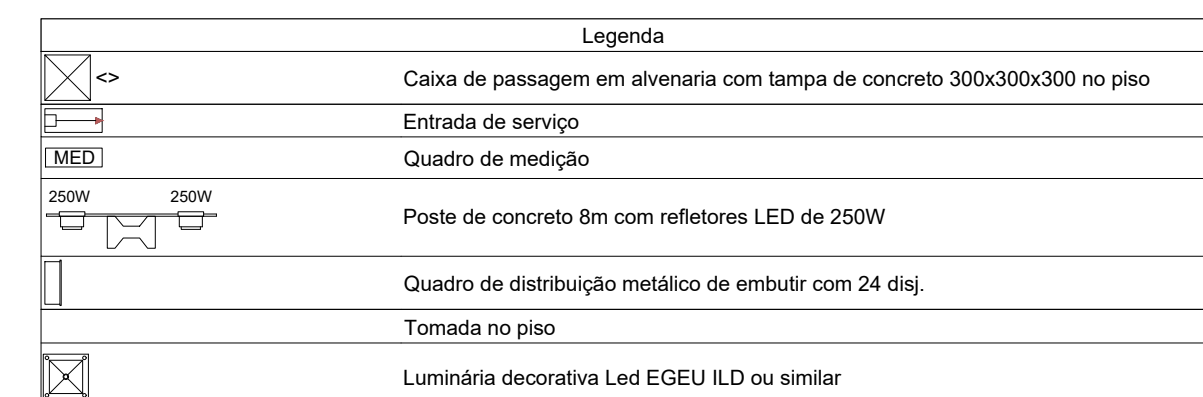 Legenda
<> Caixa de passagem em alvenaria com tampa de concreto 300x300x300 no piso
Entrada de serviço
MED Quadro de medição
250W 250W
Poste de concreto 8m com refletores LED de 250W
Quadro de distribuição metálico de embutir com 24 disj.
Tomada no piso
Luminária decorativa Led EGEU ILD ou similar